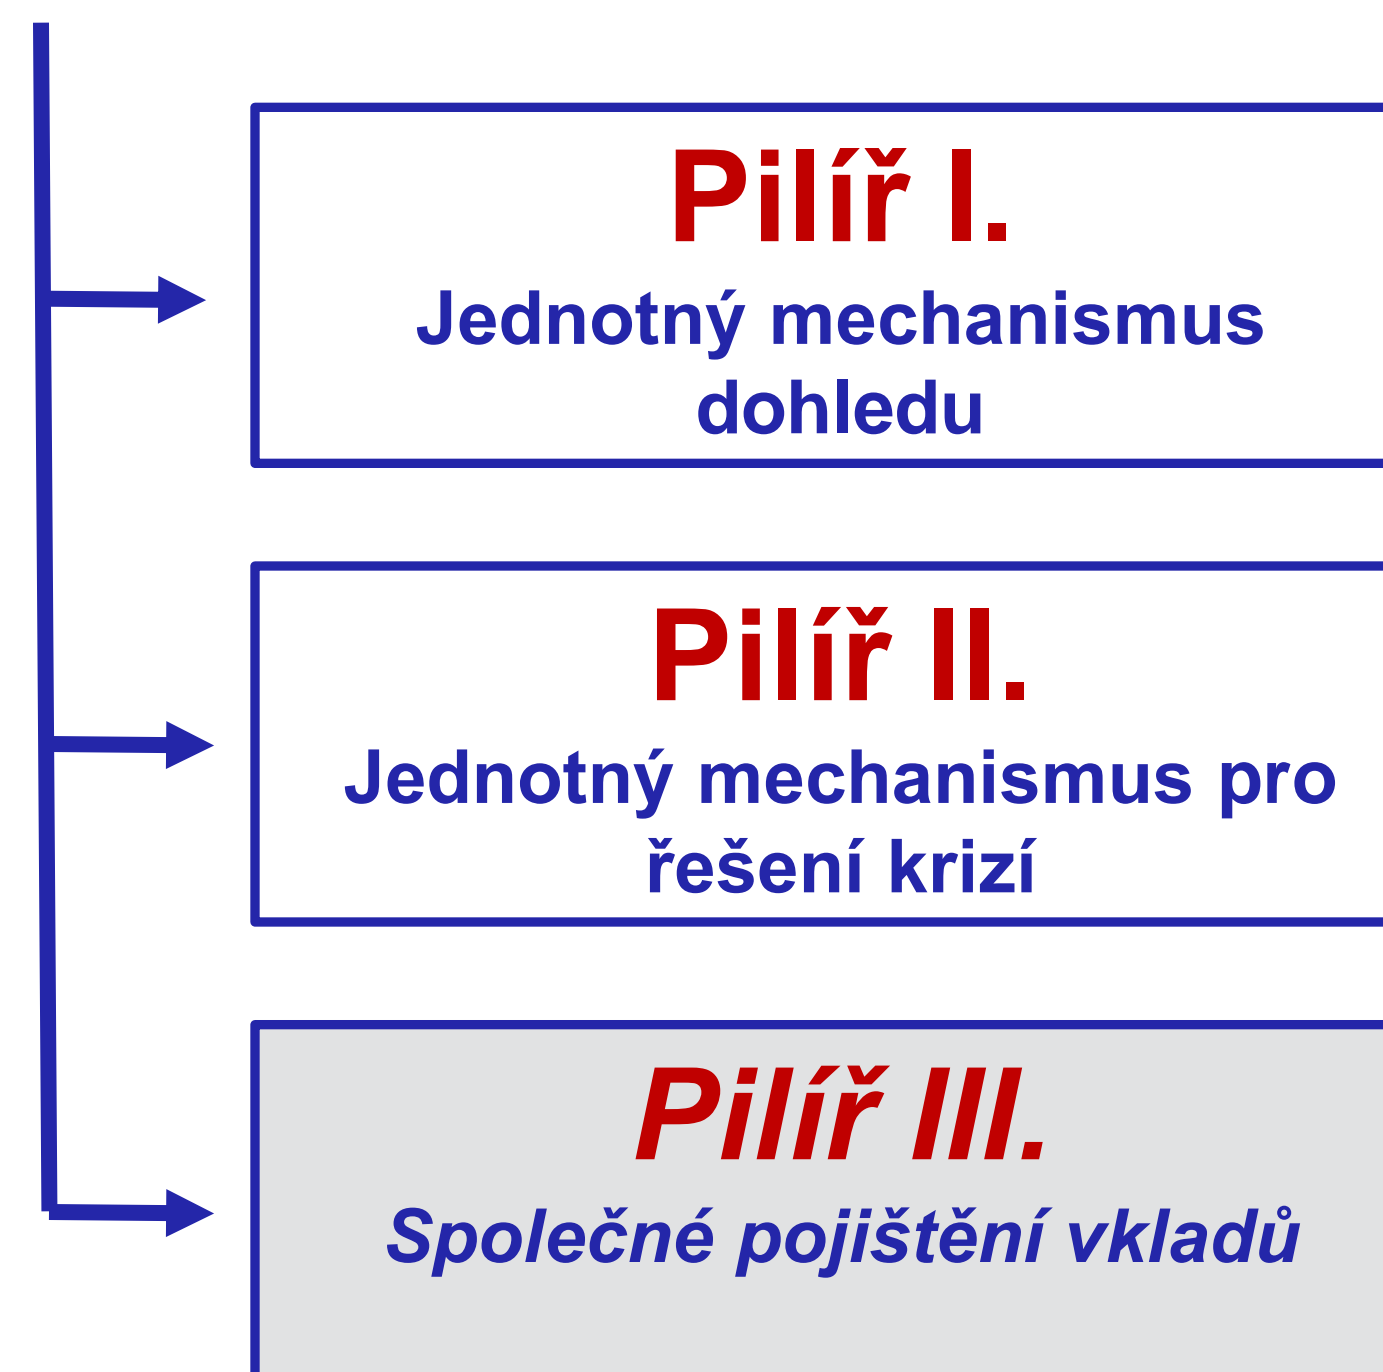 Pilíř I.
Jednotný mechanismus
dohledu
Pilíř II.
Jednotný mechanismus pro
řešení krizí
Pilíř III.
Společné pojištění vkladů